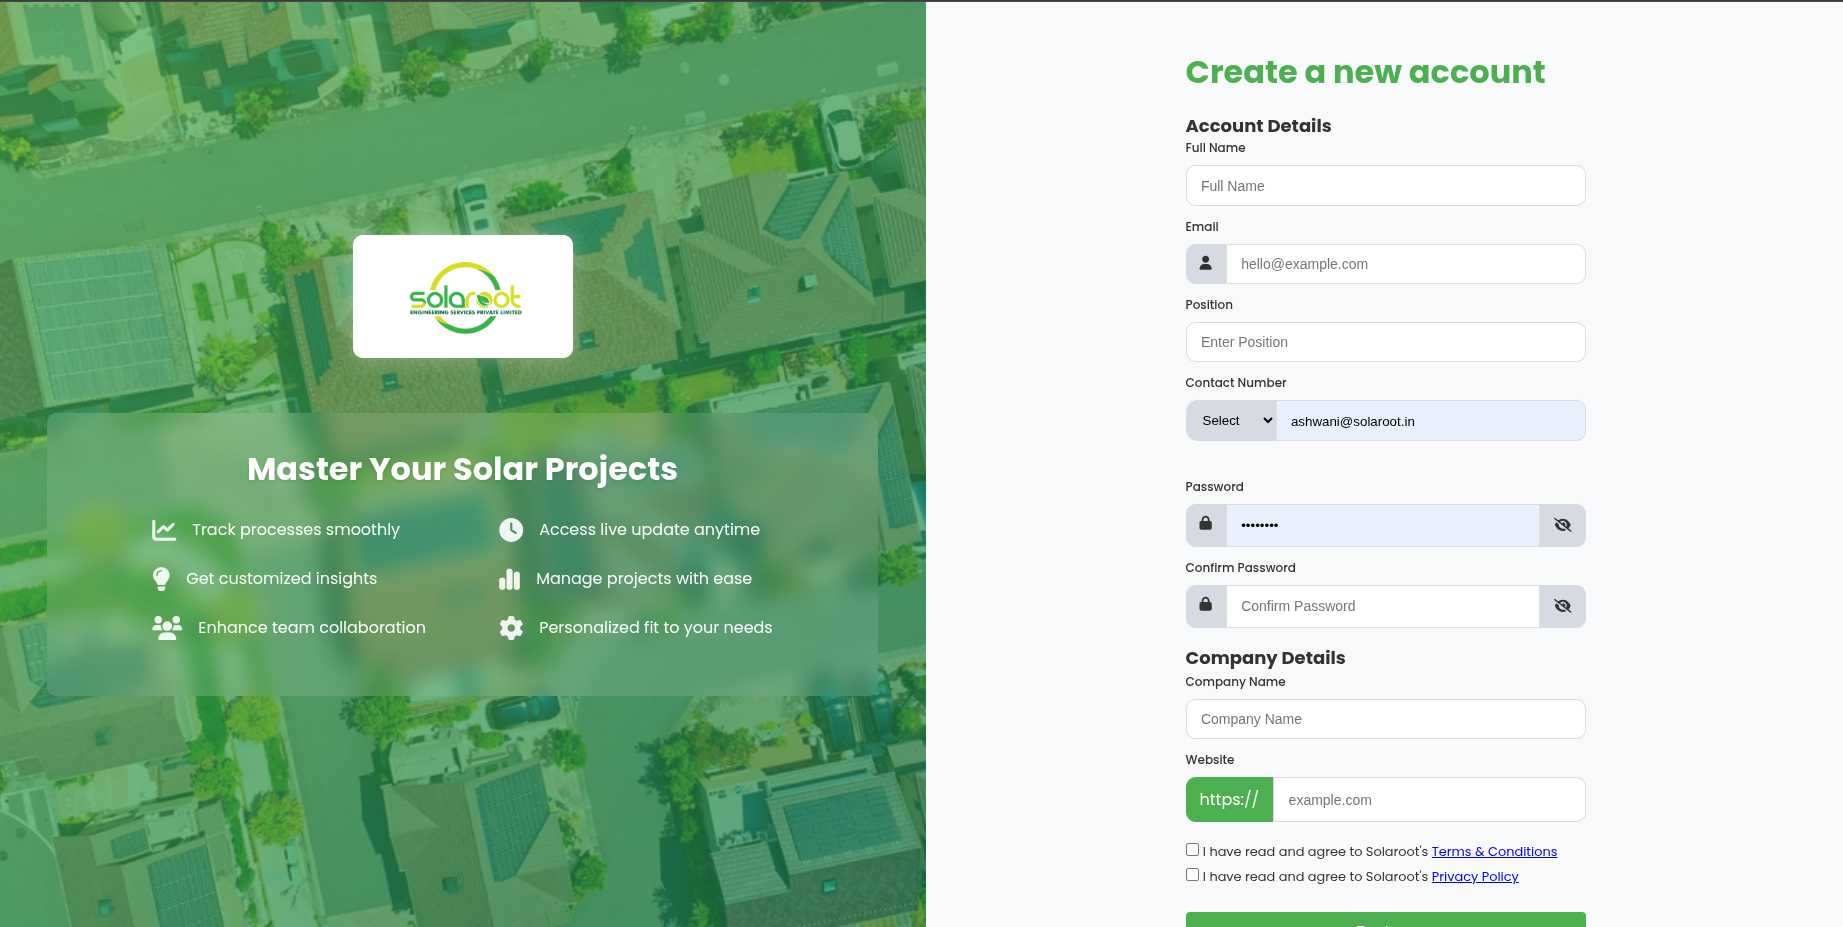 solaroot
ENGINEERING SERVICES PRIVATE LIMITED
Master Your Solar Projects
Track processes smoothly
Access live update anytime
Get customized insights
Manage projects with ease
Enhance team collaboration
Personalized fit to your needs
Create a new account
Account Details
Full Name
Full Name
Email
hello@example.com
Position
Enter Position
Contact Number
Select ashwani@solaroot.in
Password
••••••••
Confirm Password
Confirm Password
Company Details
Company Name
Company Name
Website
https:// example.com
I have read and agree to Solaroot's Terms & Conditions
I have read and agree to Solaroot's Privacy Policy